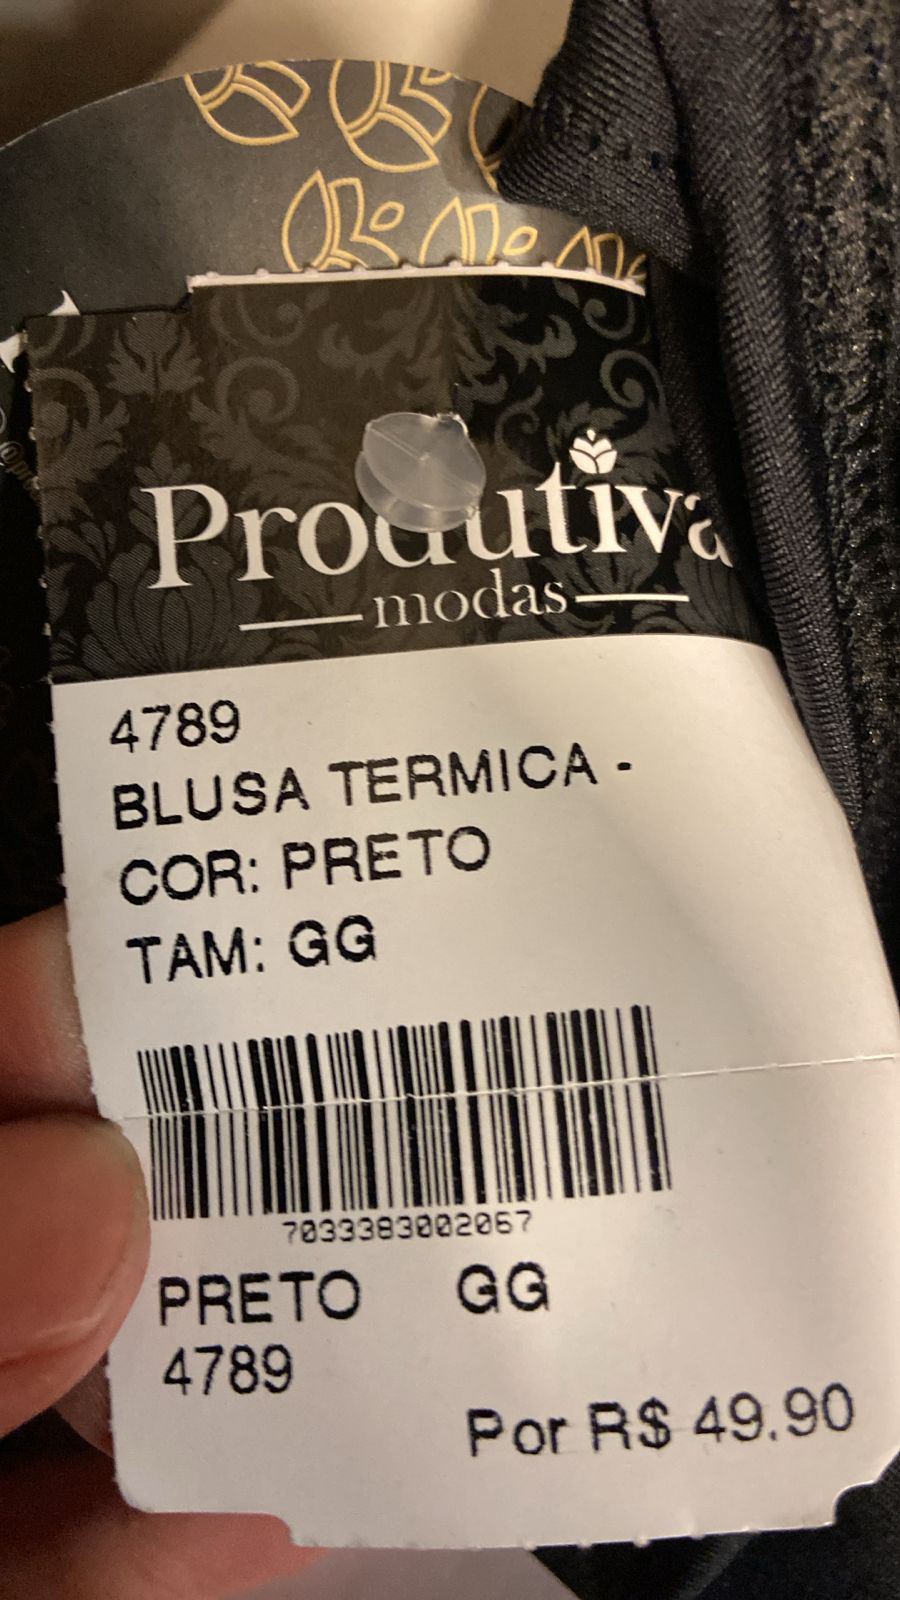 Produtiva
modas
4789
BLUSA TERMICA -
COR: PRETO
TAM: GG
7033383002067
PRETO GG
4789
Por R$ 49.90